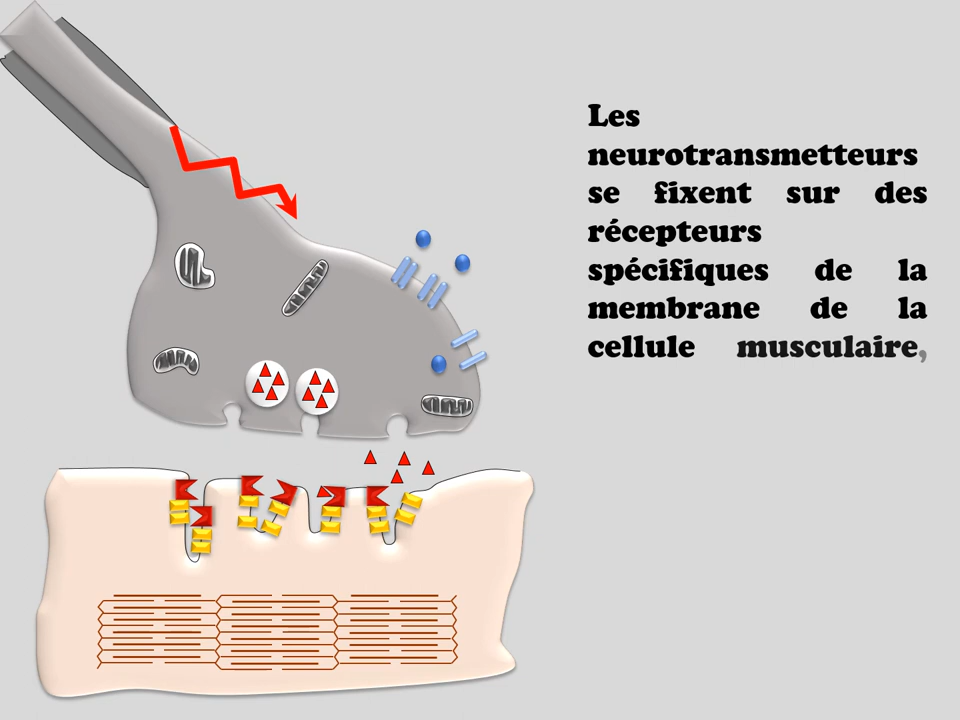 Les
neurotransmetteurs
se fixent sur des
récepteurs
spécifiques de la
membrane de la
cellule musculaire,